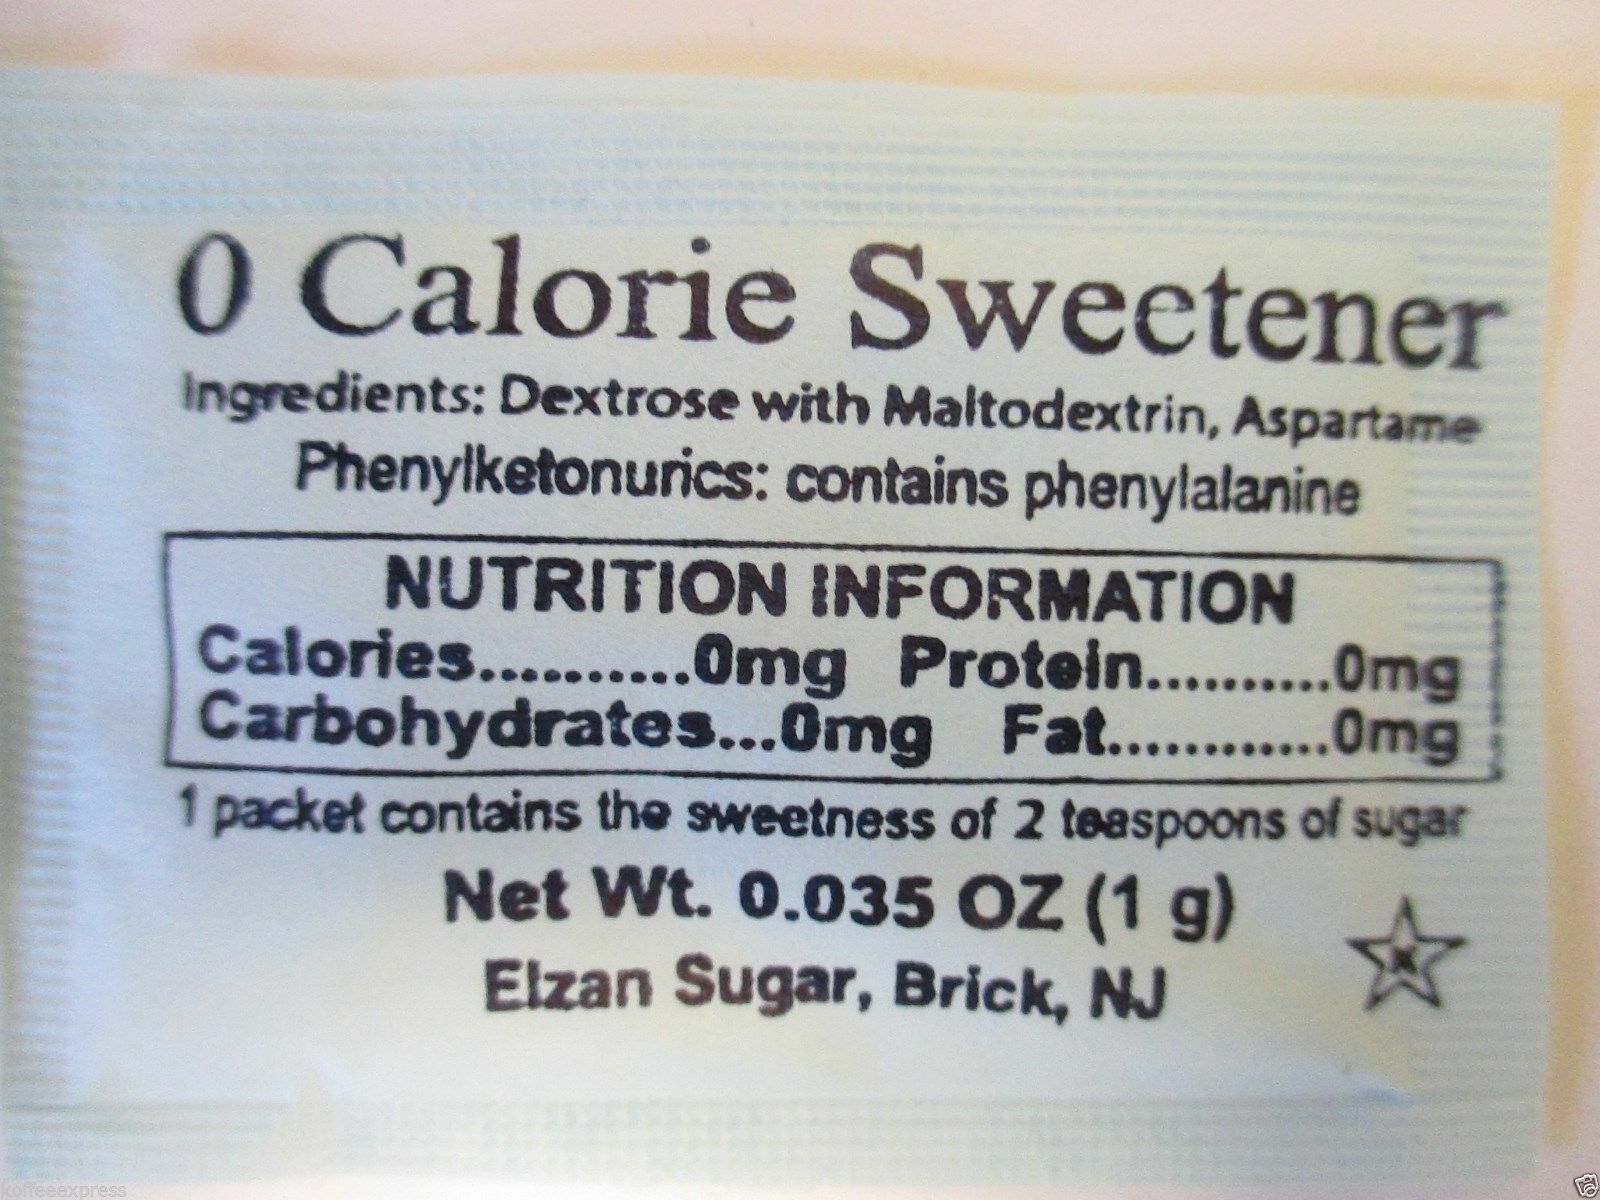 0 Calorie Sweetener
Ingredients: Dextrose with Maltodextrin, Aspartame
Phenylketonurics: contains phenylalanine
NUTRITION INFORMATION
Calories..........0mg Protein..........0mg
Carbohydrates...0mg Fat............0mg
1 packet contains the sweetness of 2 teaspoons of sugar
Net Wt. 0.035 OZ (1 g)
Elzan Sugar, Brick, NJ
K
koffeeexpress